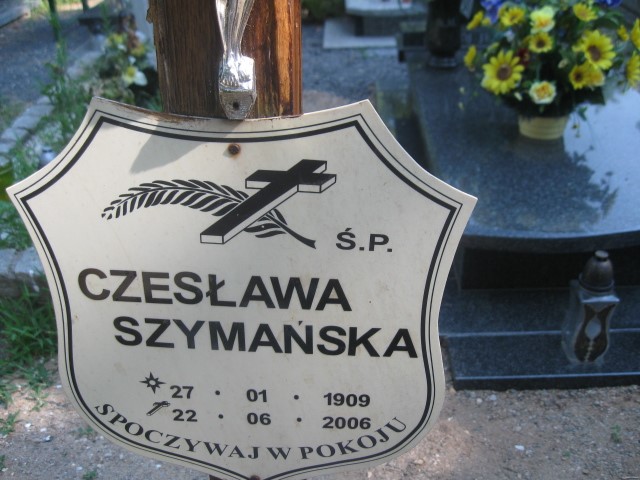 Ś.P.
CZESŁAWA
SZYMAŃSKA
27 · 01 · 1909
22 · 06 · 2006
SPOCZYWAJ W POKOJU